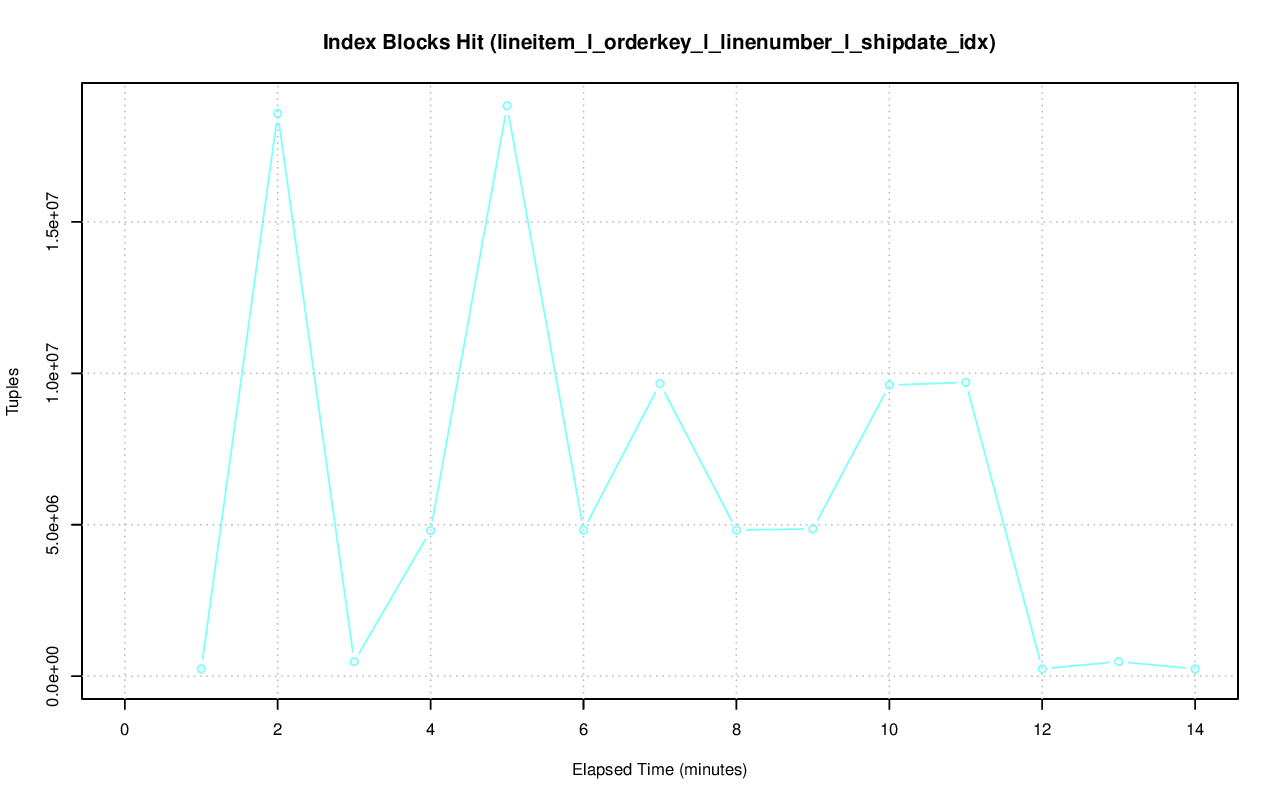 Index Blocks Hit (lineitem_l_orderkey_l_linenumber_l_shipdate_idx)
Tuples
1.5e+07
1.0e+07
5.0e+06
0.0e+00
0 2 4 6 8 10 12 14
Elapsed Time (minutes)